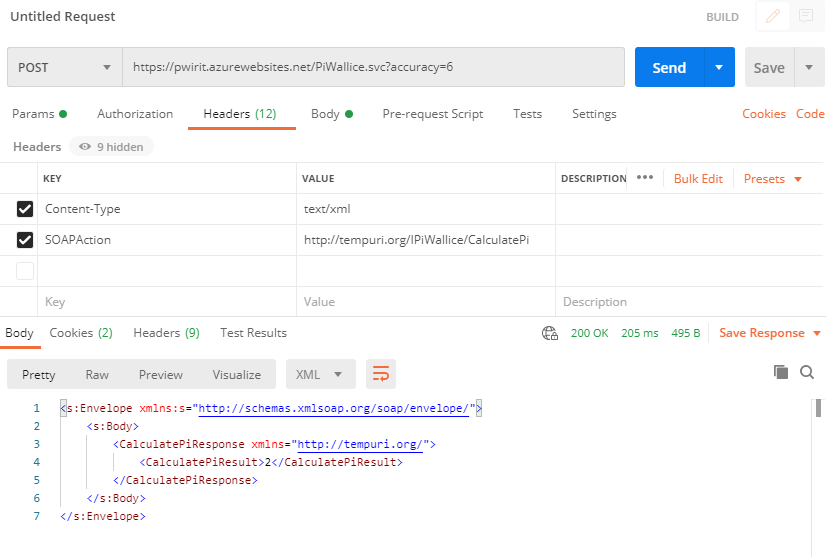 Untitled Request BUILD
POST https://pwirit.azurewebsites.net/PiWallice.svc?accuracy=6 Send Save
Params Authorization Headers (12) Body Pre-request Script Tests Settings Cookies Code
Headers 9 hidden
KEY VALUE DESCRIPTION ••• Bulk Edit Presets
Content-Type text/xml
SOAPAction http://tempuri.org/IPiWallice/CalculatePi
Key Value Description
Body Cookies (2) Headers (9) Test Results 200 OK 205 ms 495 B Save Response
Pretty Raw Preview Visualize XML
1 <s:Envelope xmlns:s="http://schemas.xmlsoap.org/soap/envelope/">
2 <s:Body>
3 <CalculatePiResponse xmlns="http://tempuri.org/">
4 <CalculatePiResult>2</CalculatePiResult>
5 </CalculatePiResponse>
6 </s:Body>
7 </s:Envelope>